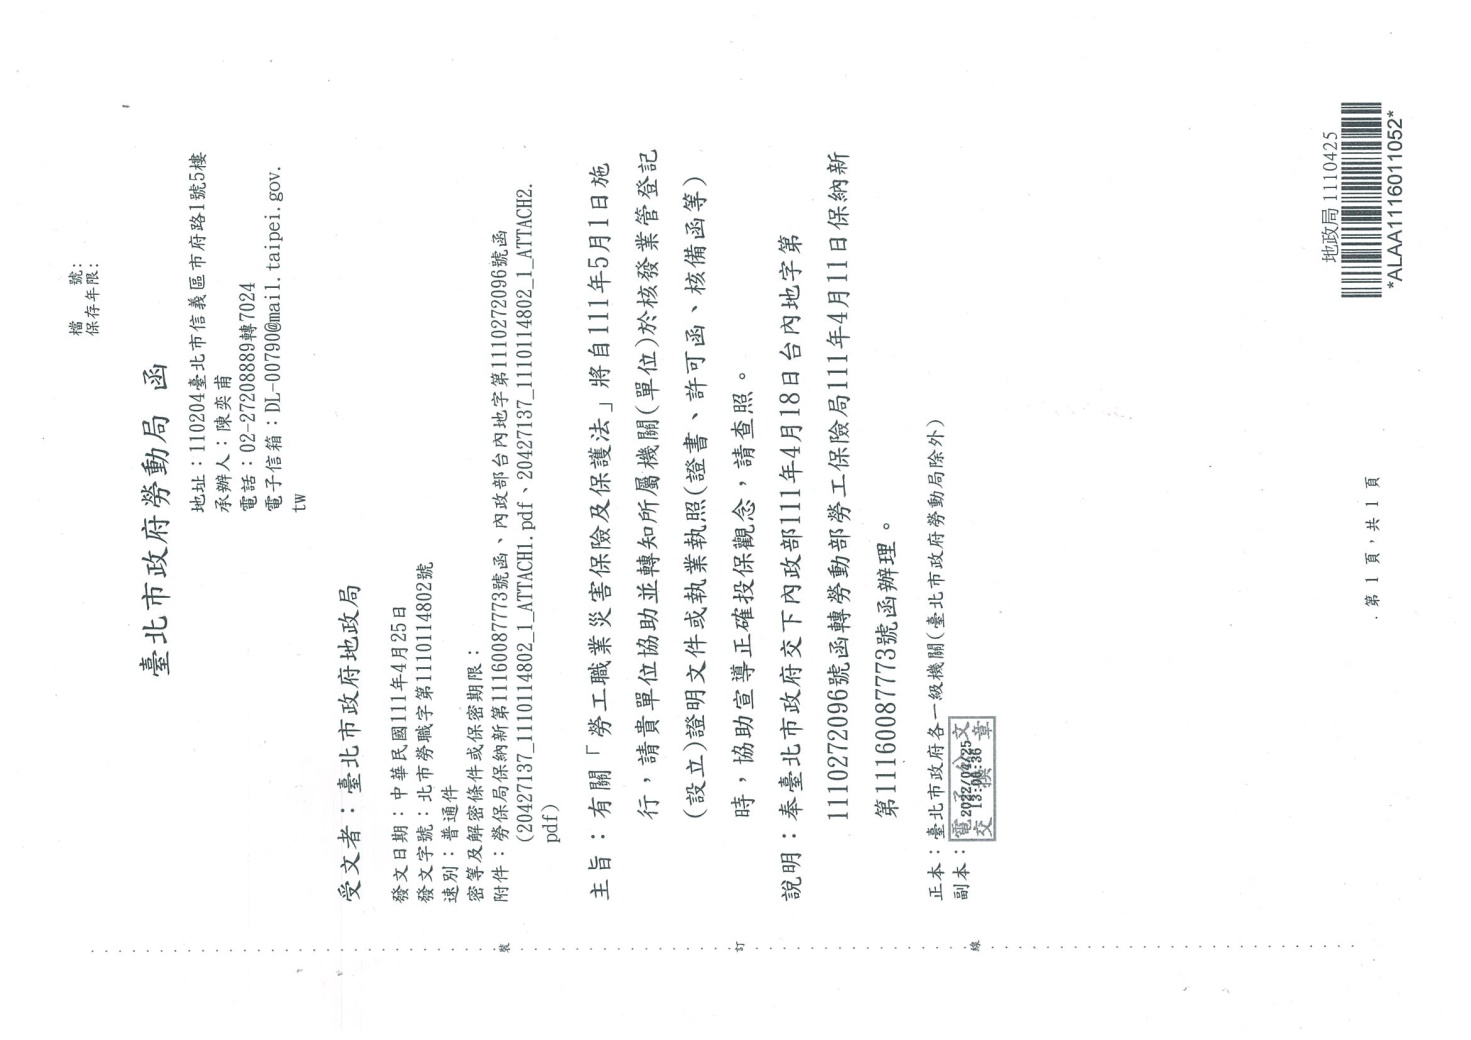 檔　　號：
保存年限：
臺北市政府勞動局　函
地址：110204臺北市信義區市府路1號5樓
承辦人：陳奕甫
電話：02-27208889轉7024
電子信箱：DL-00790@mail.taipei.gov.
tw
受文者：臺北市政府地政局
發文日期：中華民國111年4月25日
發文字號：北市勞職字第1110114802號
速別：普通件
密等及解密條件或保密期限：
附件：勞保局保納新第11160087773號函、內政部台內地字第1110272096號函
(20427137_1110114802_1_ATTACH1.pdf、20427137_1110114802_1_ATTACH2.
pdf)
主旨：有關「勞工職業災害保險及保護法」將自111年5月1日施
行，請貴單位協助並轉知所屬機關(單位)於核發業管登記
(設立)證明文件或執業執照(證書、許可函、核備函等)
時，協助宣導正確投保觀念，請查照。
說明：奉臺北市政府交下內政部111年4月18日台內地字第
1110272096號函轉勞動部勞工保險局111年4月11日保納新
第11160087773號函辦理。
正本：臺北市政府各一級機關(臺北市政府勞動局除外)
副本：
電子公文
2022/04/25
13:06:36
交換章
裝
訂
線
第 1 頁，共 1 頁
地政局 1110425
*ALAA1116011052*